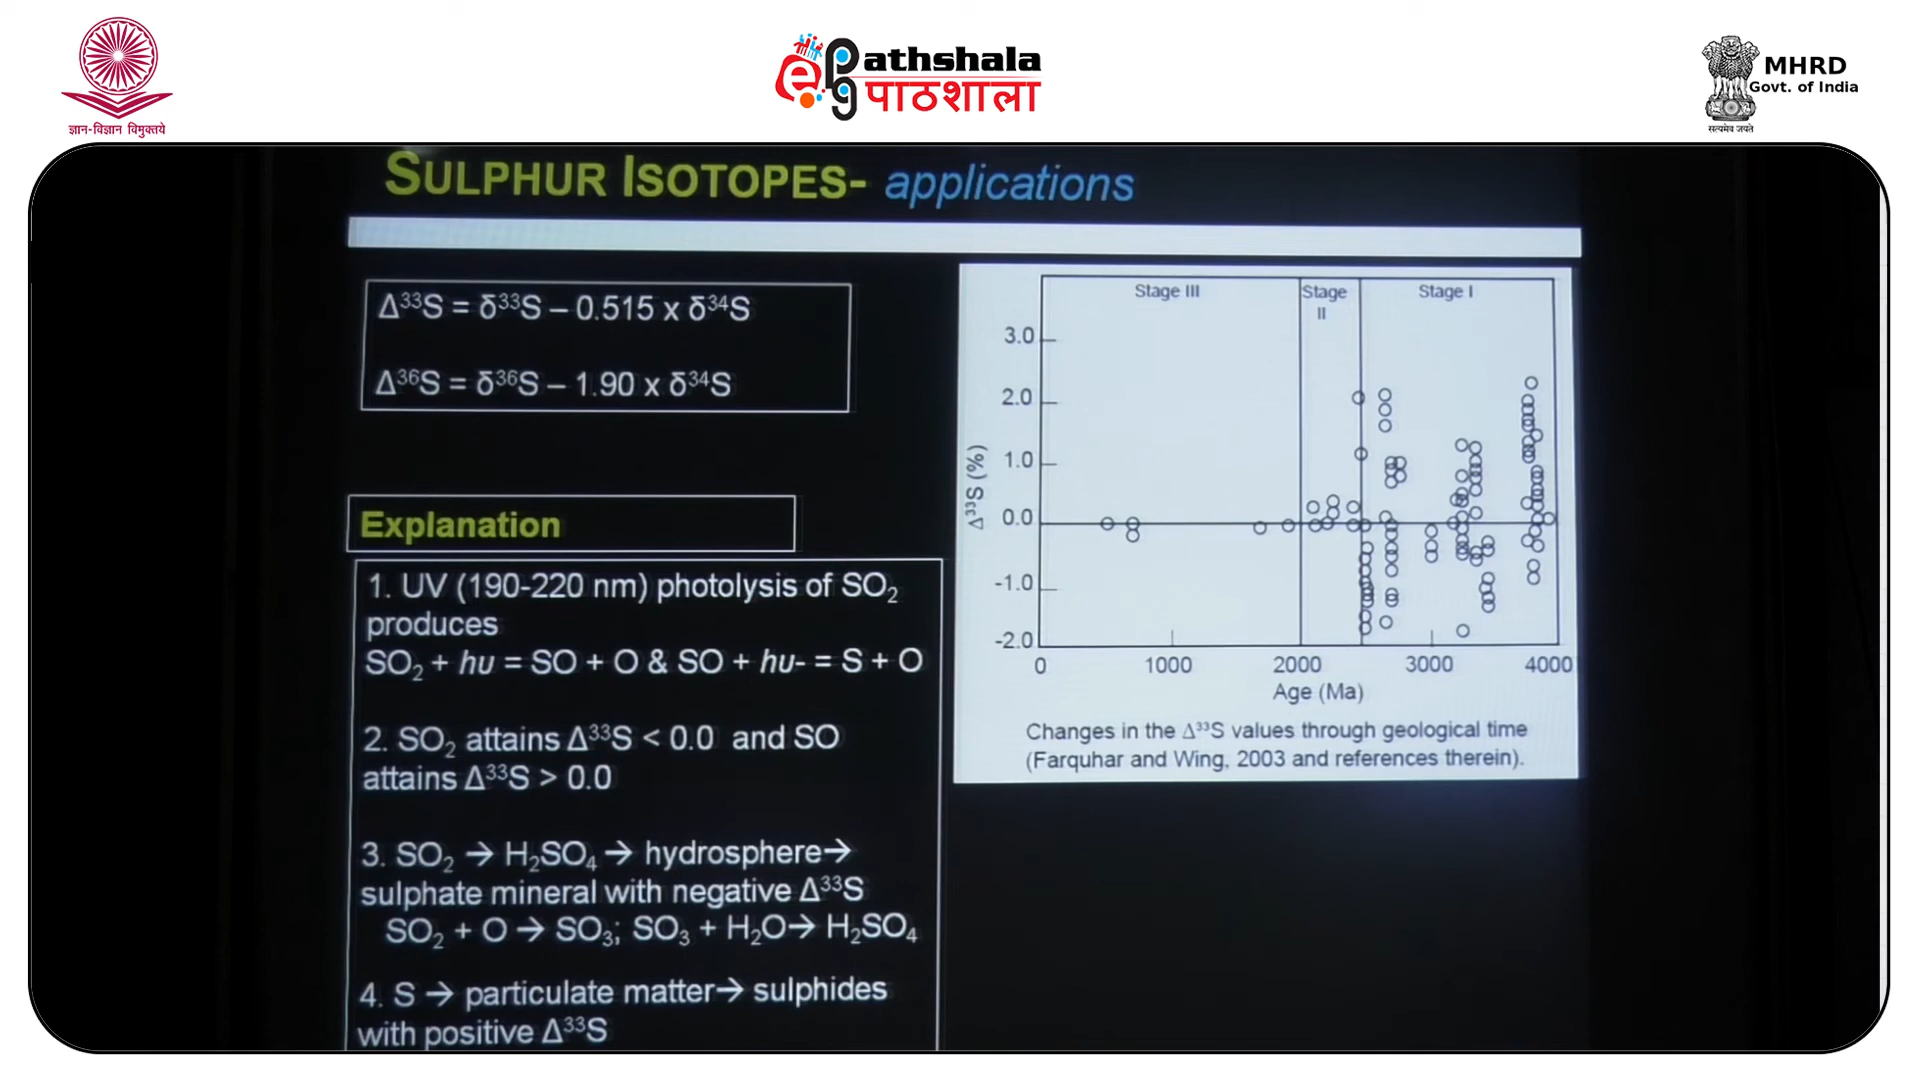 ज्ञान-विज्ञान विमुक्तये
ePathshala
पाठशाला
MHRD
Govt. of India
सत्यमेव जयते
SULPHUR ISOTOPES- applications
Δ³³S = δ³³S – 0.515 x δ³⁴S
Δ³⁶S = δ³⁶S – 1.90 x δ³⁴S
Explanation
1. UV (190-220 nm) photolysis of SO₂
produces
SO₂ + hυ = SO + O & SO + hυ- = S + O
2. SO₂ attains Δ³³S < 0.0 and SO
attains Δ³³S > 0.0
3. SO₂ → H₂SO₄ → hydrosphere→
sulphate mineral with negative Δ³³S
SO₂ + O → SO₃; SO₃ + H₂O→ H₂SO₄
4. S → particulate matter→ sulphides
with positive Δ³³S
Stage III
Stage
II
Stage I
3.0
2.0
1.0
0.0
-1.0
-2.0
Δ³³S (%)
0 1000 2000 3000 4000
Age (Ma)
Changes in the Δ³³S values through geological time
(Farquhar and Wing, 2003 and references therein).